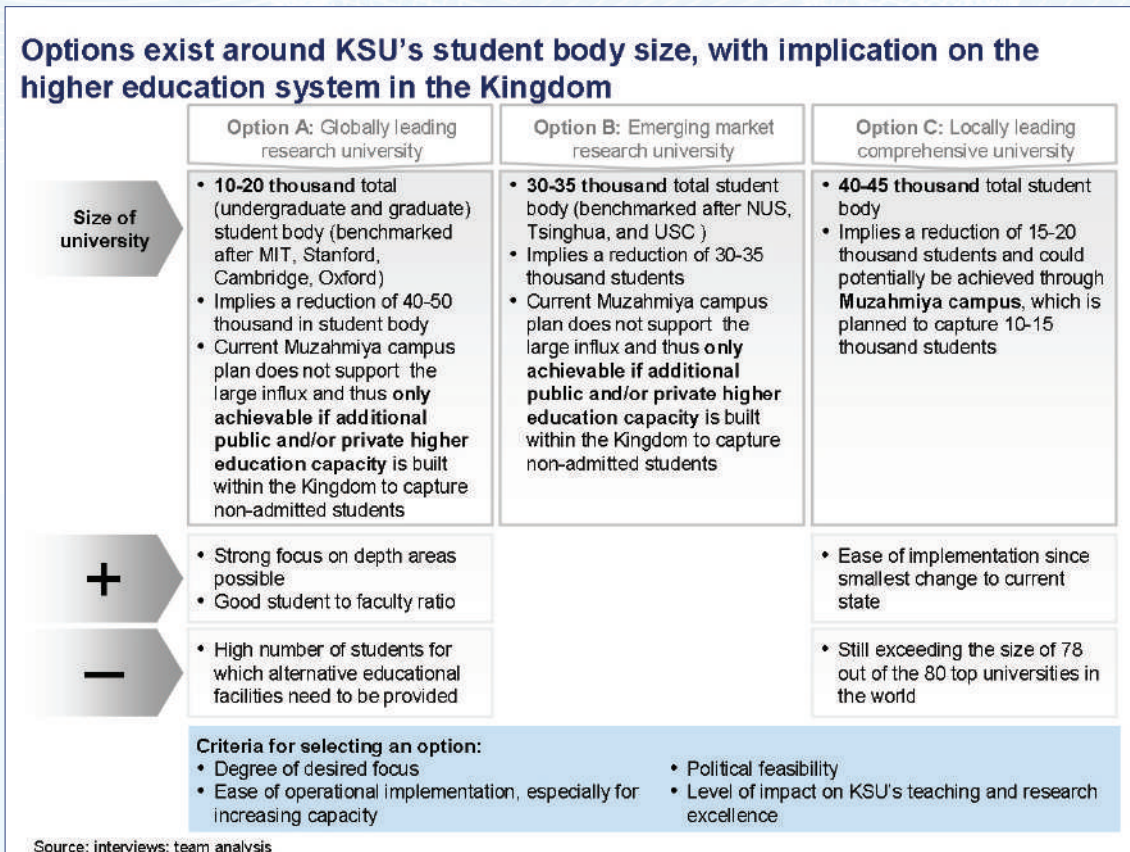 Options exist around KSU's student body size, with implication on the
higher education system in the Kingdom
Option A: Globally leading
research university
Option B: Emerging market
research university
Option C: Locally leading
comprehensive university
Size of
university
• 10-20 thousand total
(undergraduate and graduate)
student body (benchmarked
after MIT, Stanford,
Cambridge, Oxford)
• Implies a reduction of 40-50
thousand in student body
• Current Muzahmiya campus
plan does not support the
large influx and thus only
achievable if additional
public and/or private higher
education capacity is built
within the Kingdom to capture
non-admitted students
• 30-35 thousand total student
body (benchmarked after NUS,
Tsinghua, and USC )
• Implies a reduction of 30-35
thousand students
• Current Muzahmiya campus
plan does not support the
large influx and thus only
achievable if additional
public and/or private higher
education capacity is built
within the Kingdom to capture
non-admitted students
• 40-45 thousand total student
body
• Implies a reduction of 15-20
thousand students and could
potentially be achieved through
Muzahmiya campus, which is
planned to capture 10-15
thousand students
+
• Strong focus on depth areas
possible
• Good student to faculty ratio
• Ease of implementation since
smallest change to current
state
–
• High number of students for
which alternative educational
facilities need to be provided
• Still exceeding the size of 78
out of the 80 top universities in
the world
Criteria for selecting an option:
• Degree of desired focus
• Ease of operational implementation, especially for
increasing capacity
• Political feasibility
• Level of impact on KSU's teaching and research
excellence
Source: interviews; team analysis